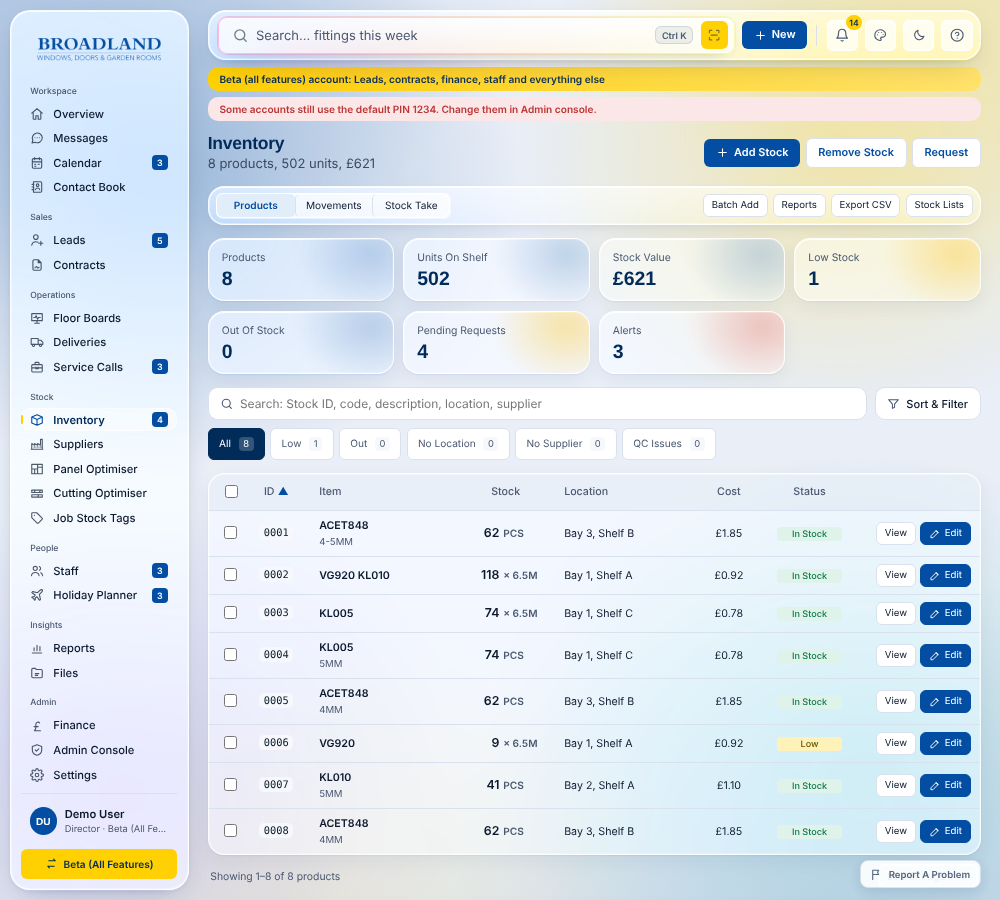 BROADLAND
WINDOWS, DOORS & GARDEN ROOMS
Workspace
Overview
Messages
Calendar 3
Contact Book
Sales
Leads 5
Contracts
Operations
Floor Boards
Deliveries
Service Calls 3
Stock
Inventory 4
Suppliers
Panel Optimiser
Cutting Optimiser
Job Stock Tags
People
Staff 3
Holiday Planner 3
Insights
Reports
Files
Admin
Finance
Admin Console
Settings
DU
Demo User
Director · Beta (All Fe...
Beta (All Features)
Search... fittings this week Ctrl K
New
14
Beta (all features) account: Leads, contracts, finance, staff and everything else
Some accounts still use the default PIN 1234. Change them in Admin console.
Inventory
8 products, 502 units, £621
Add Stock Remove Stock Request
Products Movements Stock Take Batch Add Reports Export CSV Stock Lists
Products
8
Units On Shelf
502
Stock Value
£621
Low Stock
1
Out Of Stock
0
Pending Requests
4
Alerts
3
Search: Stock ID, code, description, location, supplier Sort & Filter
All 8 Low 1 Out 0 No Location 0 No Supplier 0 QC Issues 0
ID ▲ Item Stock Location Cost Status
0001 ACET848 62 PCS Bay 3, Shelf B £1.85 In Stock View Edit
4-5MM
0002 VG920 KL010 118 × 6.5M Bay 1, Shelf A £0.92 In Stock View Edit
0003 KL005 74 × 6.5M Bay 1, Shelf C £0.78 In Stock View Edit
0004 KL005 74 PCS Bay 1, Shelf C £0.78 In Stock View Edit
5MM
0005 ACET848 62 PCS Bay 3, Shelf B £1.85 In Stock View Edit
4MM
0006 VG920 9 × 6.5M Bay 1, Shelf A £0.92 Low View Edit
0007 KL010 41 PCS Bay 2, Shelf A £1.10 In Stock View Edit
5MM
0008 ACET848 62 PCS Bay 3, Shelf B £1.85 In Stock View Edit
4MM
Showing 1–8 of 8 products
Report A Problem